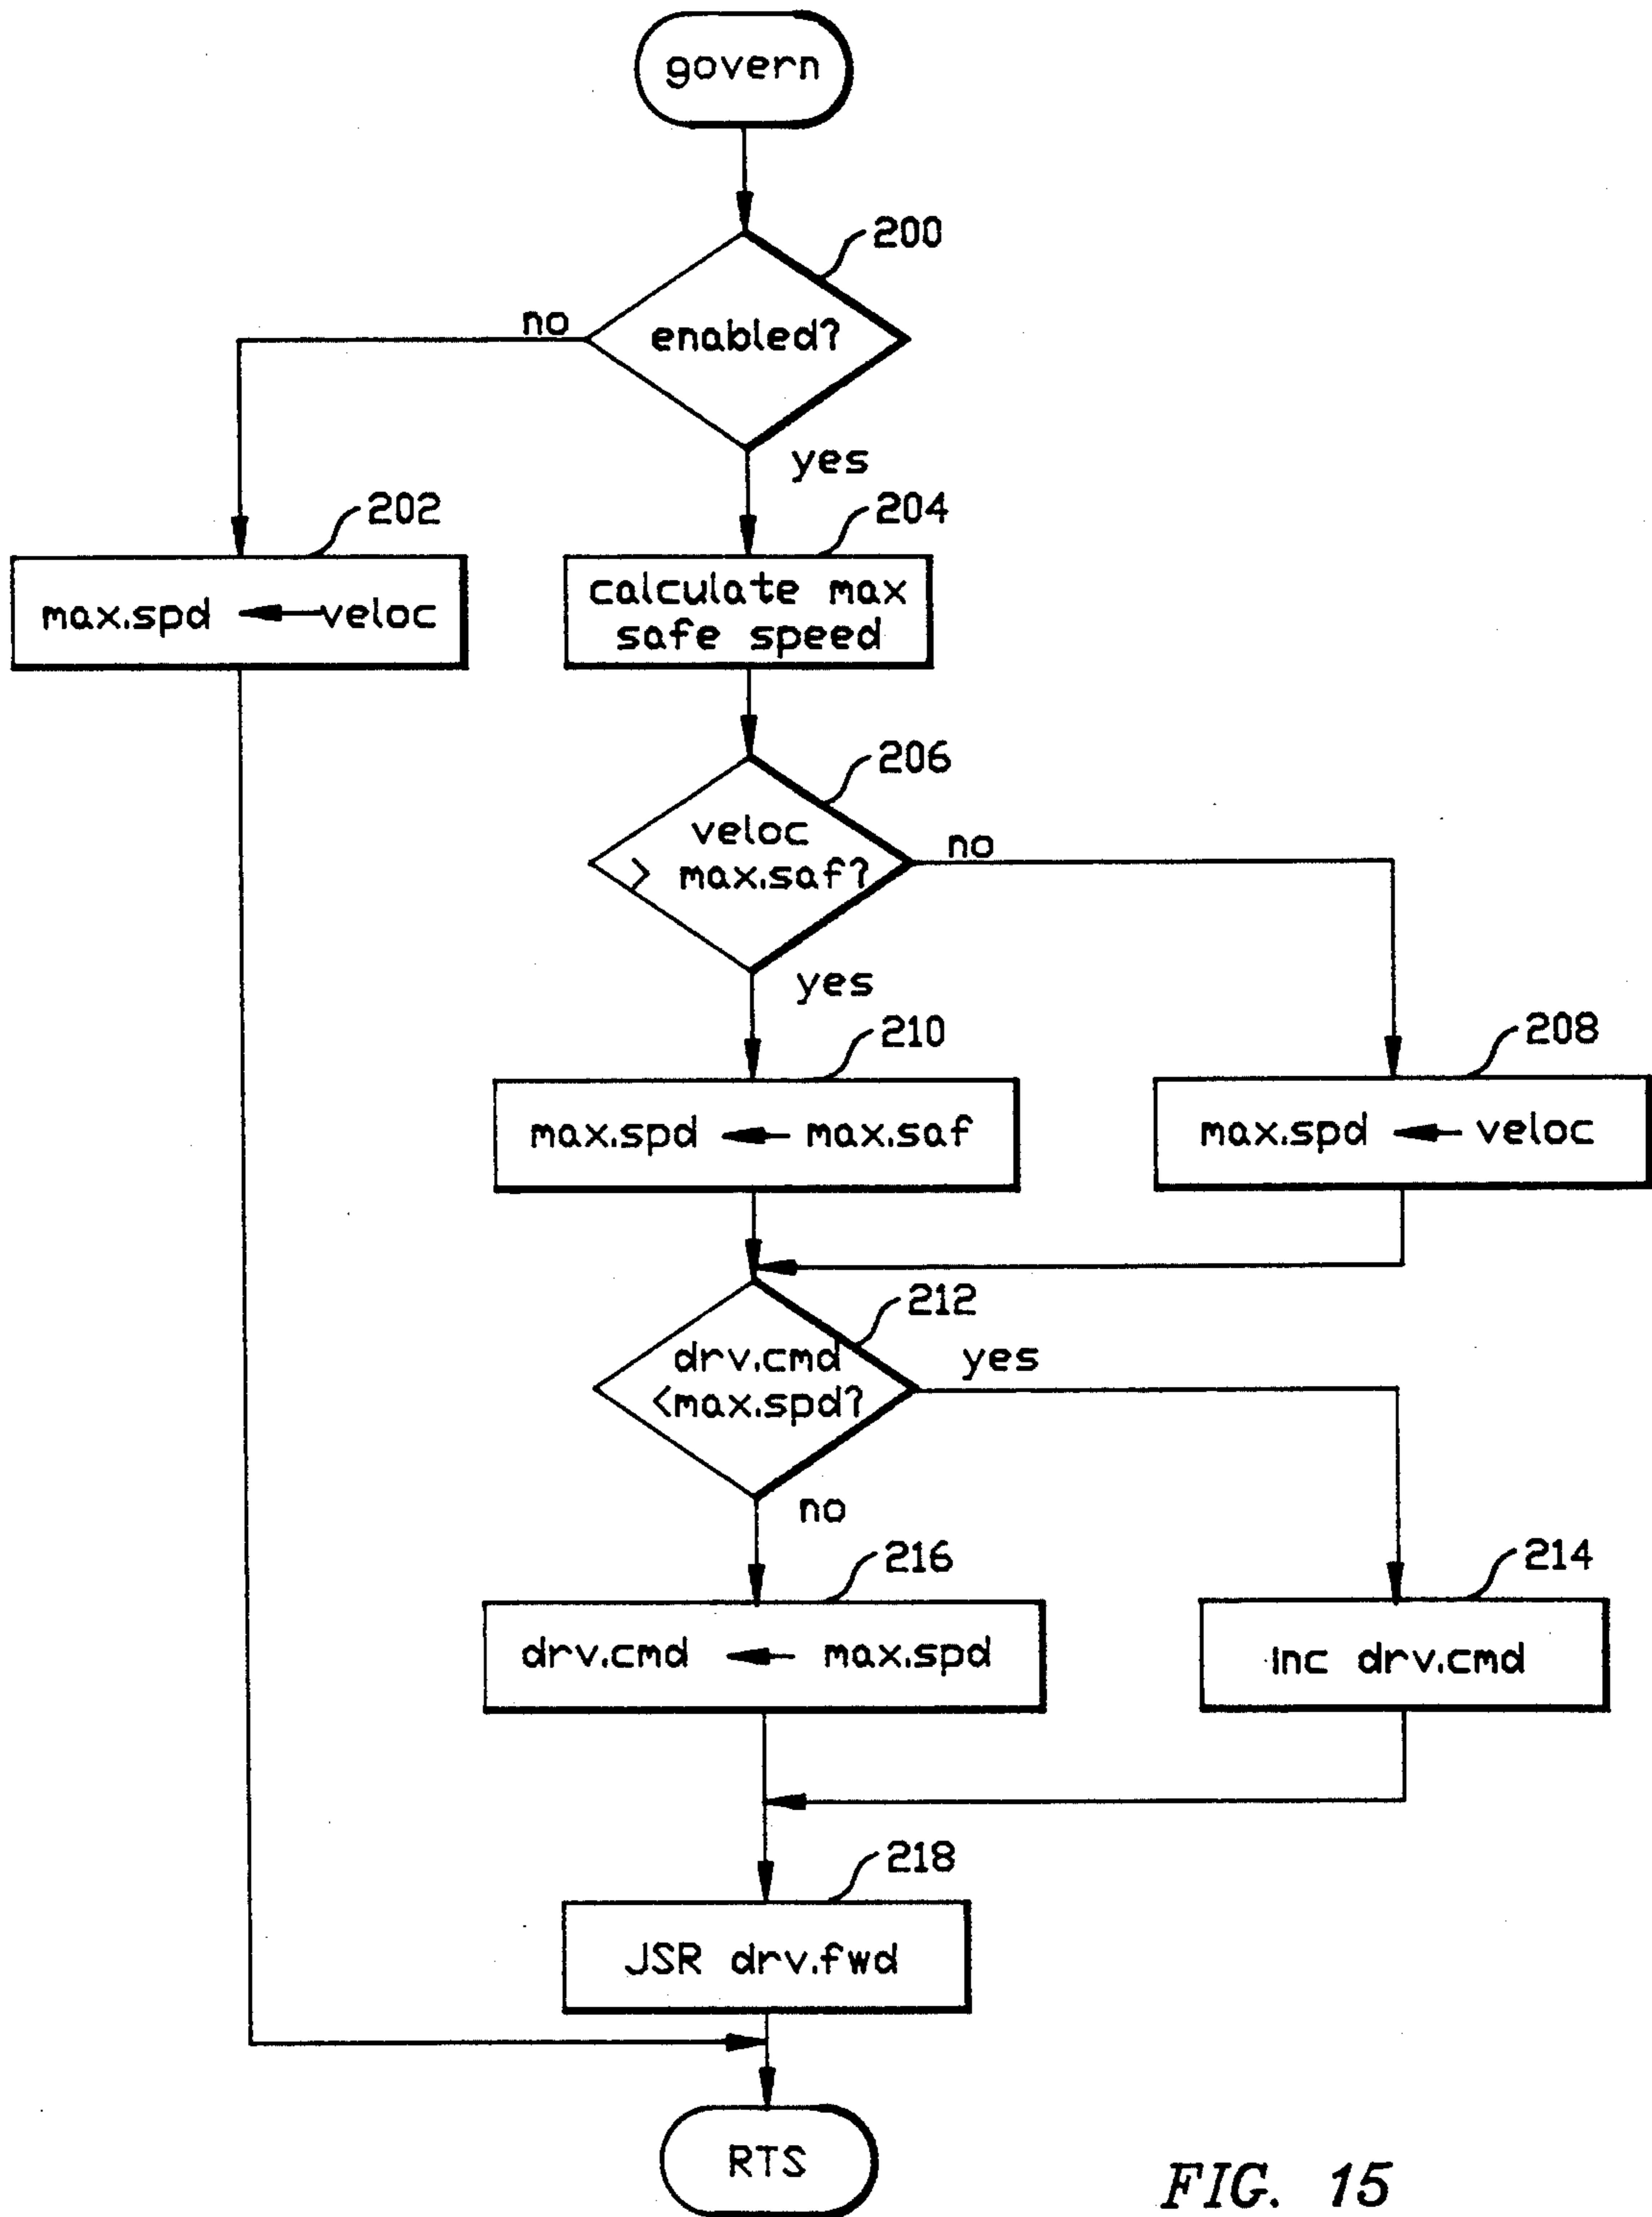 govern
200
enabled?
no
yes
202
204
max.spd ← veloc
calculate max
safe speed
206
veloc
> max.saf?
no
yes
210
208
max.spd ← max.saf
max.spd ← veloc
212
drv.cmd
<max.spd?
yes
no
216
214
drv.cmd ← max.spd
inc drv.cmd
218
JSR drv.fwd
RTS
FIG. 15